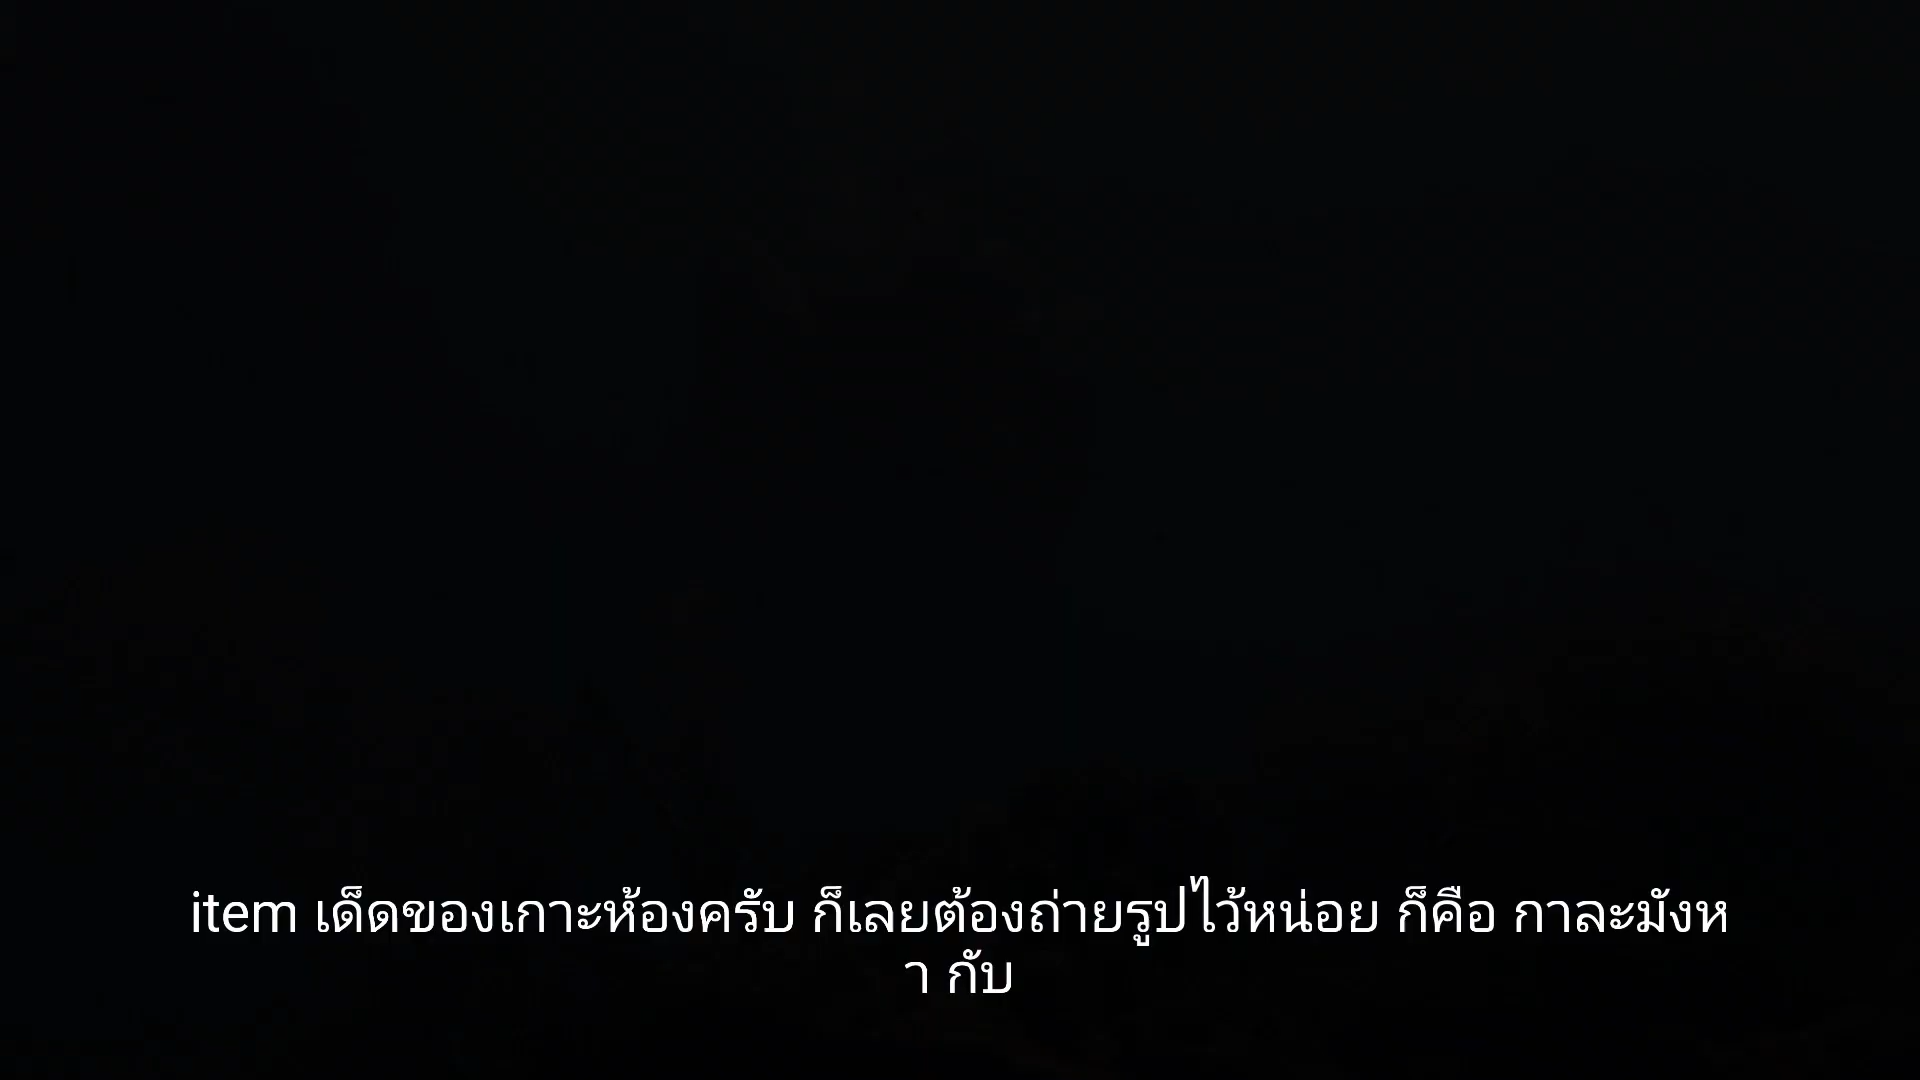 item เด็ดของเกาะห้องครับ ก็เลยต้องถ่ายรูปไว้หน่อย ก็คือ กาละมังห
า กับ